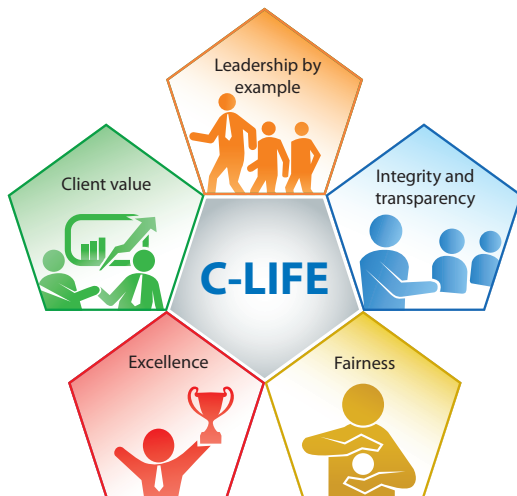 Leadership by
example
Client value
Integrity and
transparency
C-LIFE
Excellence
Fairness